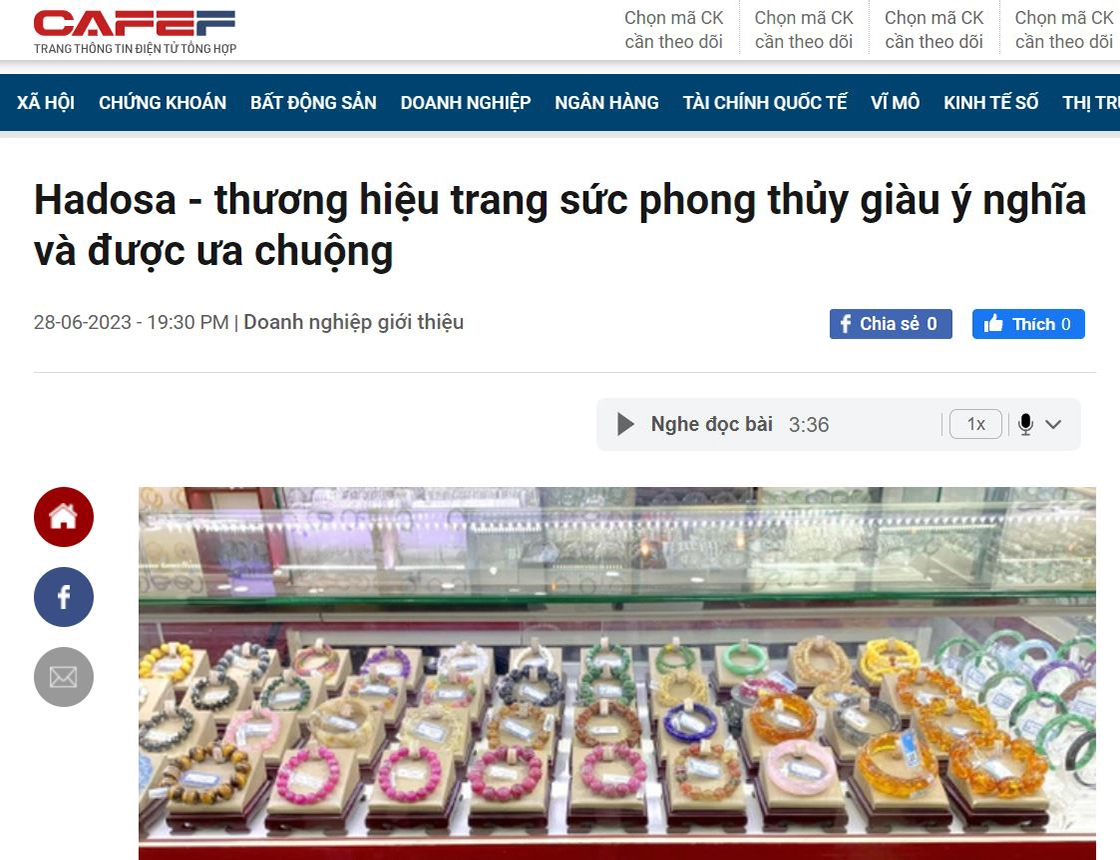 CAFEF
TRANG THÔNG TIN ĐIỆN TỬ TỔNG HỢP
Chọn mã CK cần theo dõi
Chọn mã CK cần theo dõi
Chọn mã CK cần theo dõi
Chọn mã CK cần theo dõi
XÃ HỘI CHỨNG KHOÁN BẤT ĐỘNG SẢN DOANH NGHIỆP NGÂN HÀNG TÀI CHÍNH QUỐC TẾ VĨ MÔ KINH TẾ SỐ THỊ TRƯ
Hadosa - thương hiệu trang sức phong thủy giàu ý nghĩa
và được ưa chuộng
28-06-2023 - 19:30 PM | Doanh nghiệp giới thiệu
Chia sẻ 0
Thích 0
Nghe đọc bài 3:36
1x